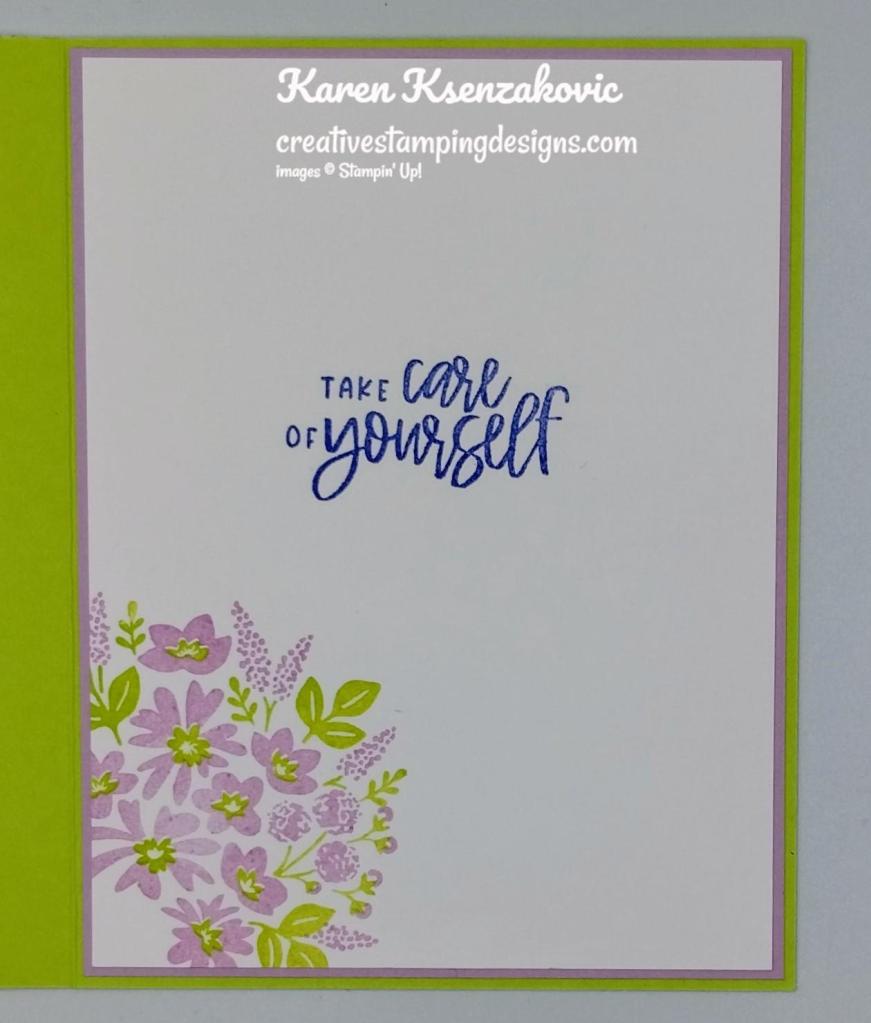 Karen Ksenzakovic
creativestampingdesigns.com
images © Stampin' Up!
TAKE care
OF yourself